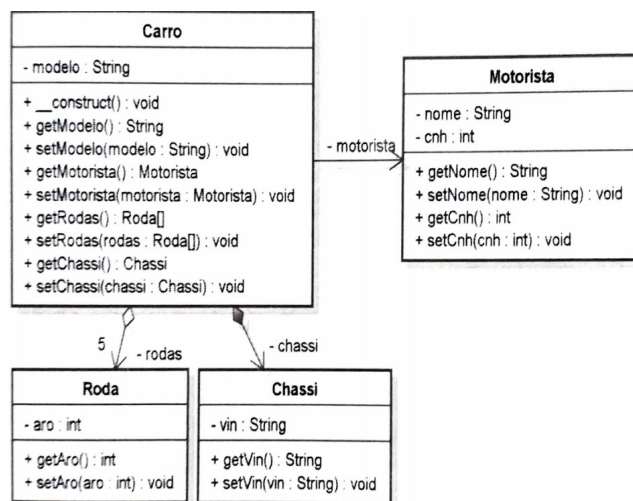 Carro
- modelo : String
+ __construct() : void
+ getModelo() : String
+ setModelo(modelo : String) : void
+ getMotorista() : Motorista
+ setMotorista(motorista : Motorista) : void
+ getRodas() : Roda[]
+ setRodas(rodas : Roda[]) : void
+ getChassi() : Chassi
+ setChassi(chassi : Chassi) : void
- motorista
Motorista
- nome : String
- cnh : int
+ getNome() : String
+ setNome(nome : String) : void
+ getCnh() : int
+ setCnh(cnh : int) : void
5
- rodas
- chassi
Roda
- aro : int
+ getAro() : int
+ setAro(aro : int) : void
Chassi
- vin : String
+ getVin() : String
+ setVin(vin : String) : void